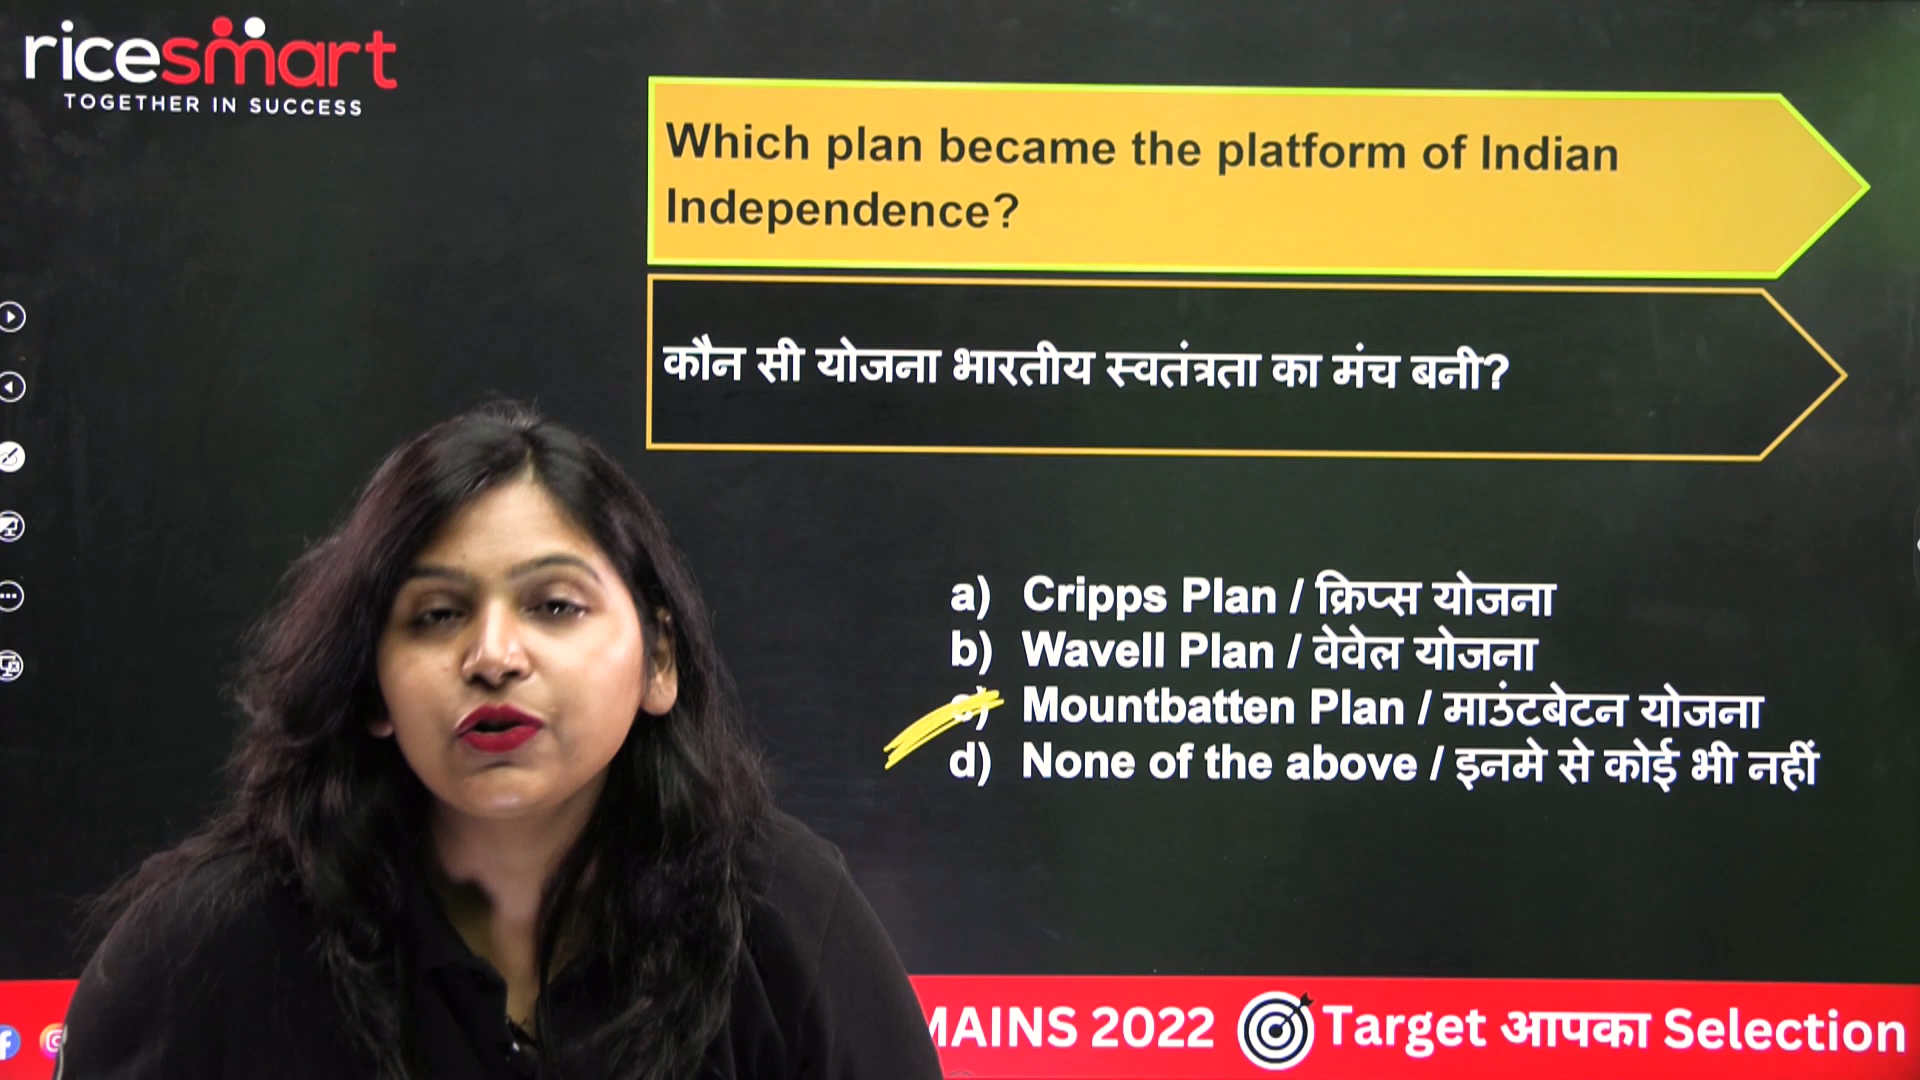 ricesmart
TOGETHER IN SUCCESS
Which plan became the platform of Indian
Independence?
कौन सी योजना भारतीय स्वतंत्रता का मंच बनी?
a) Cripps Plan / क्रिप्स योजना
b) Wavell Plan / वेवेल योजना
c) Mountbatten Plan / माउंटबेटन योजना
d) None of the above / इनमे से कोई भी नहीं
MAINS 2022 Target आपका Selection